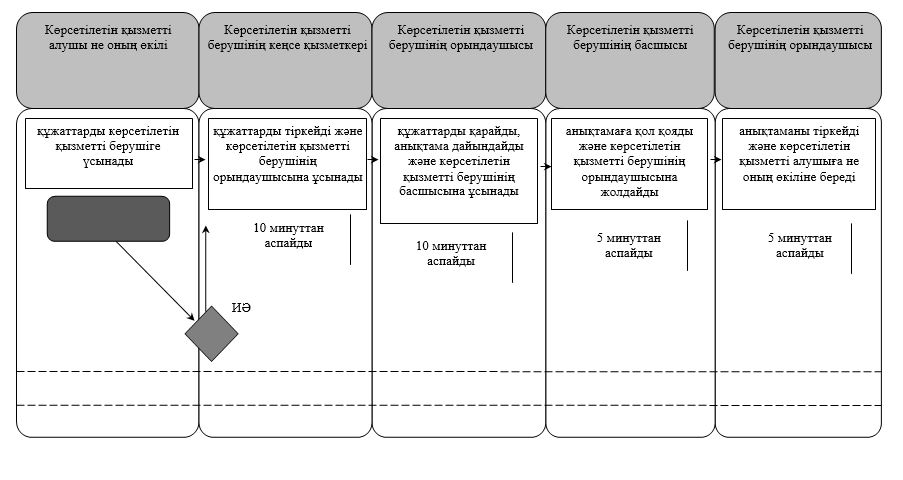 Көрсетілетін қызметті
алушы не оның өкілі
Көрсетілетін қызметті
берушінің кеңсе қызметкері
Көрсетілетін қызметті
берушінің орындаушысы
Көрсетілетін қызметті
берушінің басшысы
Көрсетілетін қызметті
берушінің орындаушысы
құжаттарды көрсетілетін
қызметті берушіге
ұсынады
құжаттарды тіркейді және
көрсетілетін қызметті
берушінің
орындаушысына ұсынады
құжаттарды қарайды,
анықтама дайындайды
және көрсетілетін
қызметті берушінің
басшысына ұсынады
анықтамаға қол қояды
және көрсетілетін
қызметті берушінің
орындаушысына
жолдайды
анықтаманы тіркейді
және көрсетілетін
қызметті алушыға не
оның өкіліне береді
10 минуттан
аспайды
10 минуттан
аспайды
5 минуттан
аспайды
5 минуттан
аспайды
ИӘ